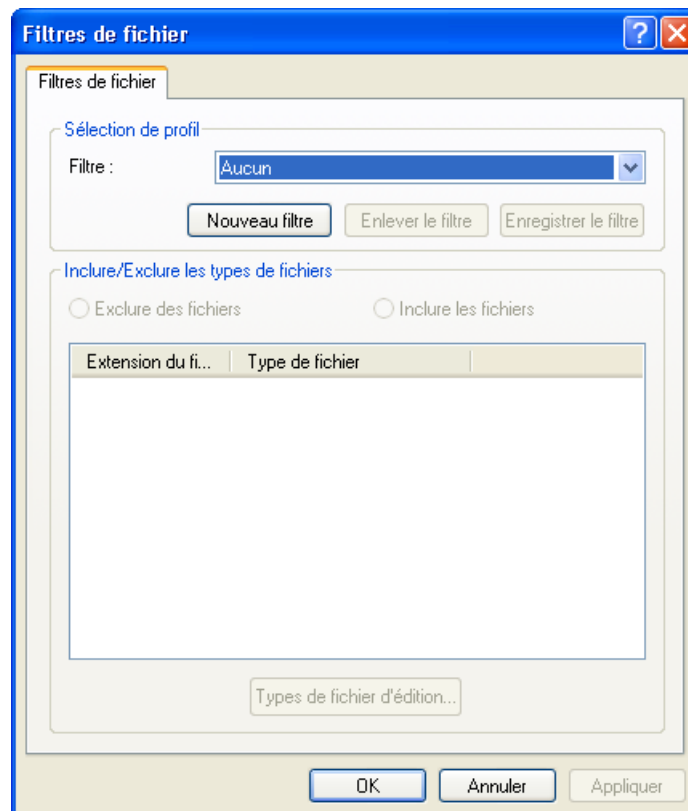 Filtres de fichier
Filtres de fichier
Sélection de profil
Filtre :
Aucun
Nouveau filtre
Enlever le filtre
Enregistrer le filtre
Inclure/Exclure les types de fichiers
Exclure des fichiers
Inclure les fichiers
Extension du fi...
Type de fichier
Types de fichier d'édition...
OK
Annuler
Appliquer